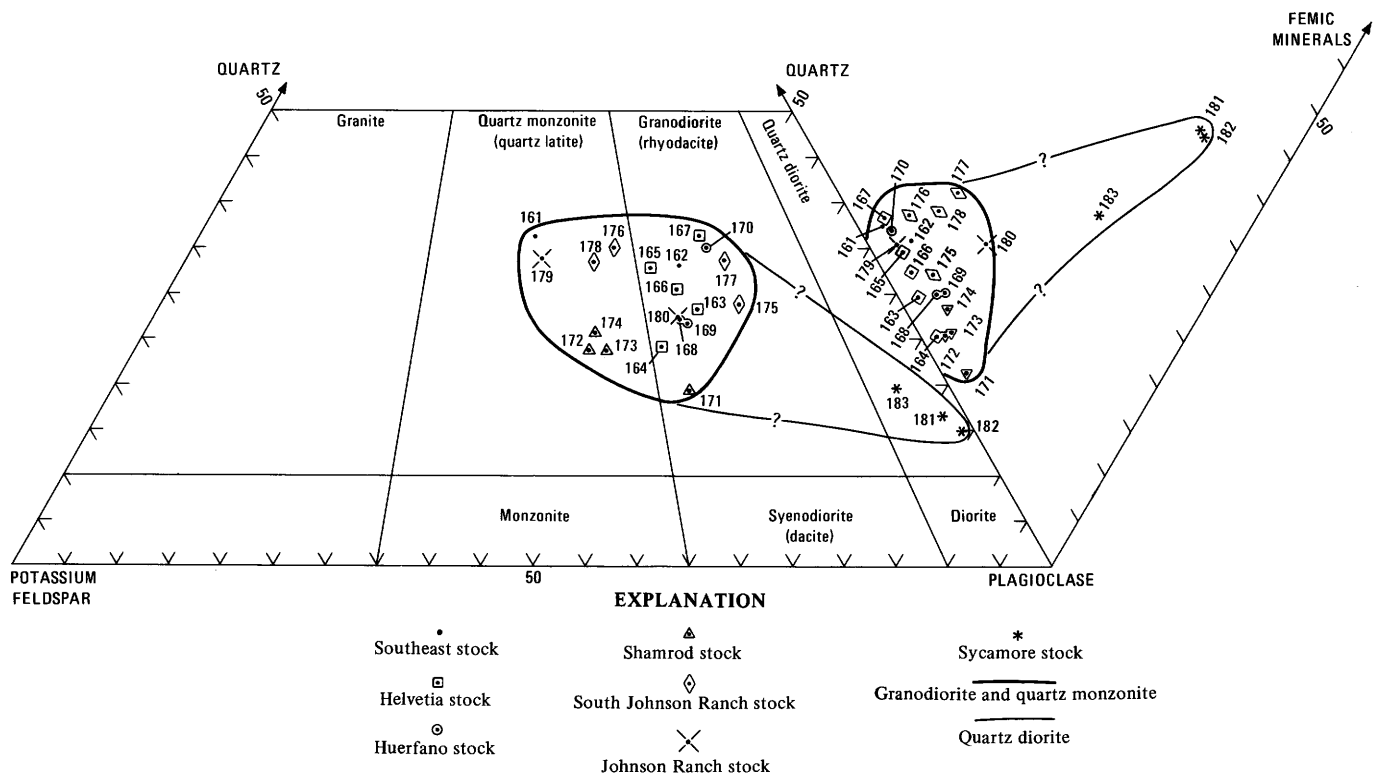 FEMIC
MINERALS
QUARTZ
QUARTZ
50
50
50
Granite
Quartz monzonite
(quartz latite)
Granodiorite
(rhyodacite)
Quartz diorite
181
182
183
?
?
170
177
167
176
178
161
162
180
179
166
165
175
169
163
174
168
173
164
172
171
161
176
167
170
178
165
162
179
177
166
163
175
180
169
174
168
172
173
164
171
?
?
183
181
182
Monzonite
Syenodiorite
(dacite)
Diorite
POTASSIUM
FELDSPAR
50
PLAGIOCLASE
EXPLANATION
Southeast stock
Shamrod stock
Sycamore stock
Helvetia stock
South Johnson Ranch stock
Granodiorite and quartz monzonite
Huerfano stock
Johnson Ranch stock
Quartz diorite